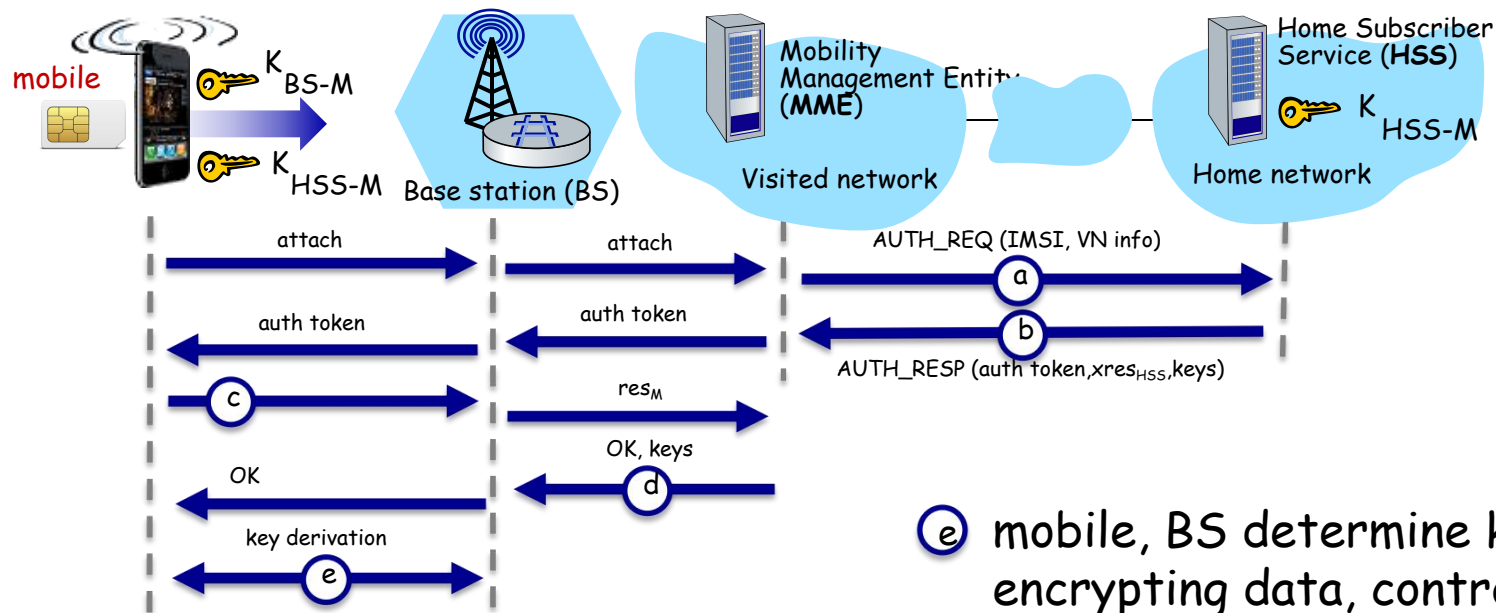 mobile
K
BS-M
K
HSS-M
Base station (BS)
Mobility
Management Entity
(MME)
Visited network
Home Subscriber
Service (HSS)
K
HSS-M
Home network
attach
attach
AUTH_REQ (IMSI, VN info)
a
auth token
auth token
b
AUTH_RESP (auth token,xresHSS,keys)
c
resM
OK, keys
OK
d
key derivation
e
e mobile, BS determine
encrypting data,